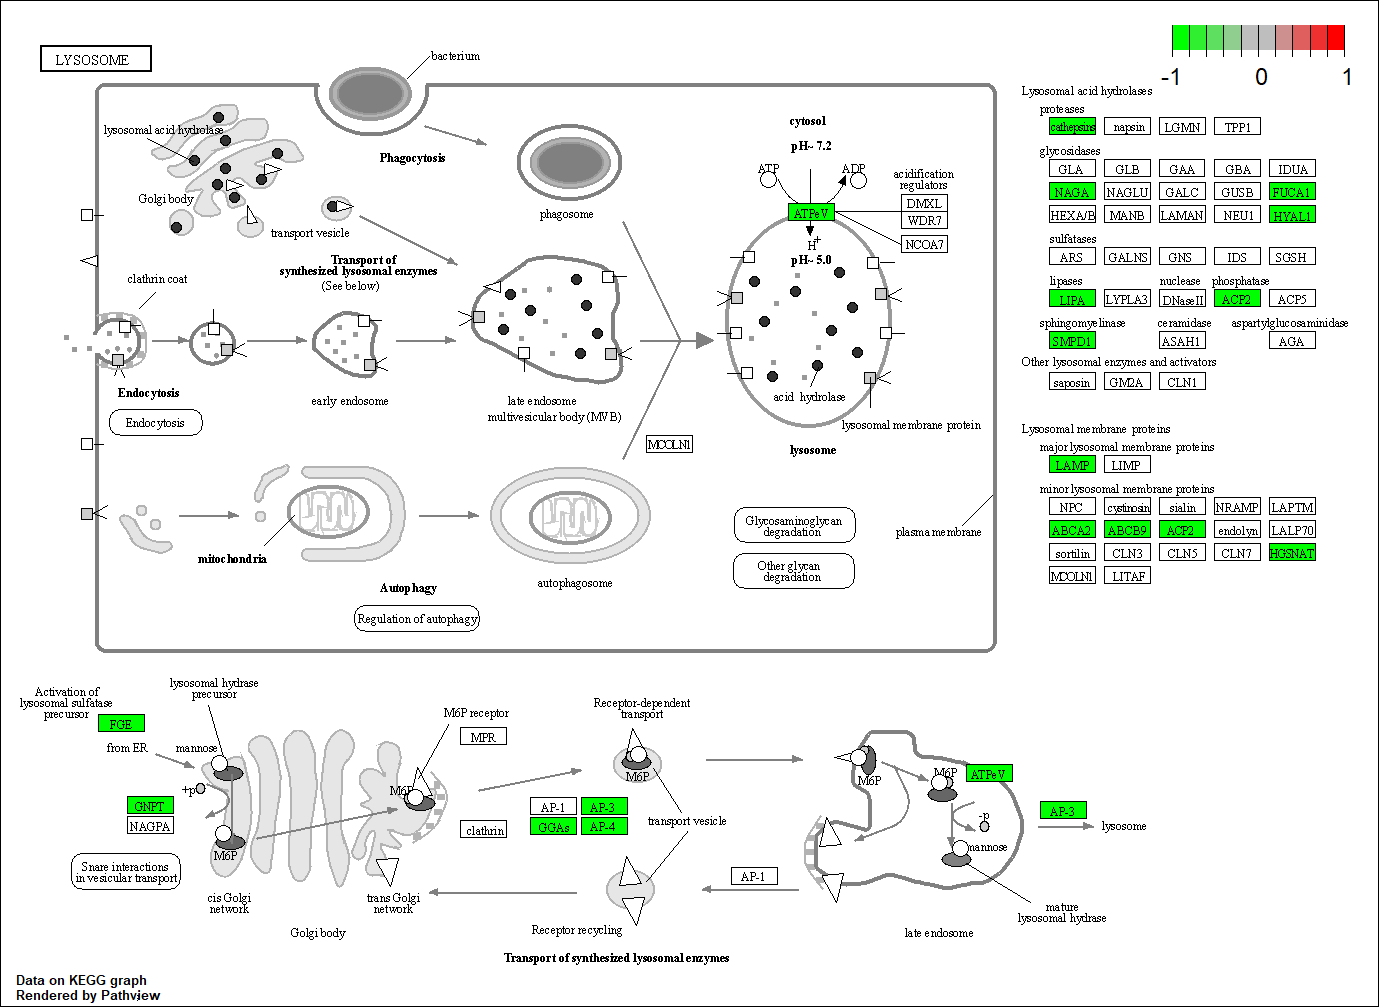 LYSOSOME
bacterium
-1 0 1
lysosomal acid hydrolase
Phagocytosis
Golgi body
phagosome
transport vesicle
cytosol
pH~ 7.2
ATP
ADP
acidification
regulators
ATPeV
DMXL
WDR7
NCOA7
H+
pH~ 5.0
Transport of
synthesized lysosomal enzymes
(See below)
clathrin coat
Endocytosis
Endocytosis
early endosome
late endosome
multivesicular body (MVB)
acid hydrolase
lysosomal membrane protein
lysosome
MCOLN1
mitochondria
Autophagy
Regulation of autophagy
autophagosome
Glycosaminoglycan
degradation
Other glycan
degradation
plasma membrane
Lysosomal acid hydrolases
proteases
cathepsins napsin LGMN TPP1
glycosidases
GLA GLB GAA GBA IDUA
NAGA NAGLU GALC GUSB FUCA1
HEXA/B MANB LAMAN NEU1 HYAL1
sulfatases
ARS GALNS GNS IDS SGSH
lipases nuclease phosphatase
LIPA LYPLA3 DNaseII ACP2 ACP5
sphingomyelinase ceramidase aspartylglucosaminidase
SMPD1 ASAH1 AGA
Other lysosomal enzymes and activators
saposin GM2A CLN1
Lysosomal membrane proteins
major lysosomal membrane proteins
LAMP LIMP
minor lysosomal membrane proteins
NPC cystinosin sialin NRAMP LAPTM
ABCA2 ABCB9 ACP2 endolyn LALP70
sortilin CLN3 CLN5 CLN7 HGSNAT
MCOLN1 LITAF
Activation of
lysosomal sulfatase
precursor
FGE
lysosomal hydrase
precursor
from ER
mannose
+p
GNPT
NAGPA
M6P
Snare interactions
in vesicular transport
cis Golgi
network
Golgi body
trans Golgi
network
M6P
M6P receptor
MPR
clathrin
AP-1 AP-3
GGAs AP-4
Receptor-dependent
transport
M6P
transport vesicle
Receptor recycling
AP-1
M6P
M6P
ATPeV
-p
mannose
AP-3
lysosome
mature
lysosomal hydrase
late endosome
Transport of synthesized lysosomal enzymes
Data on KEGG graph
Rendered by Pathview